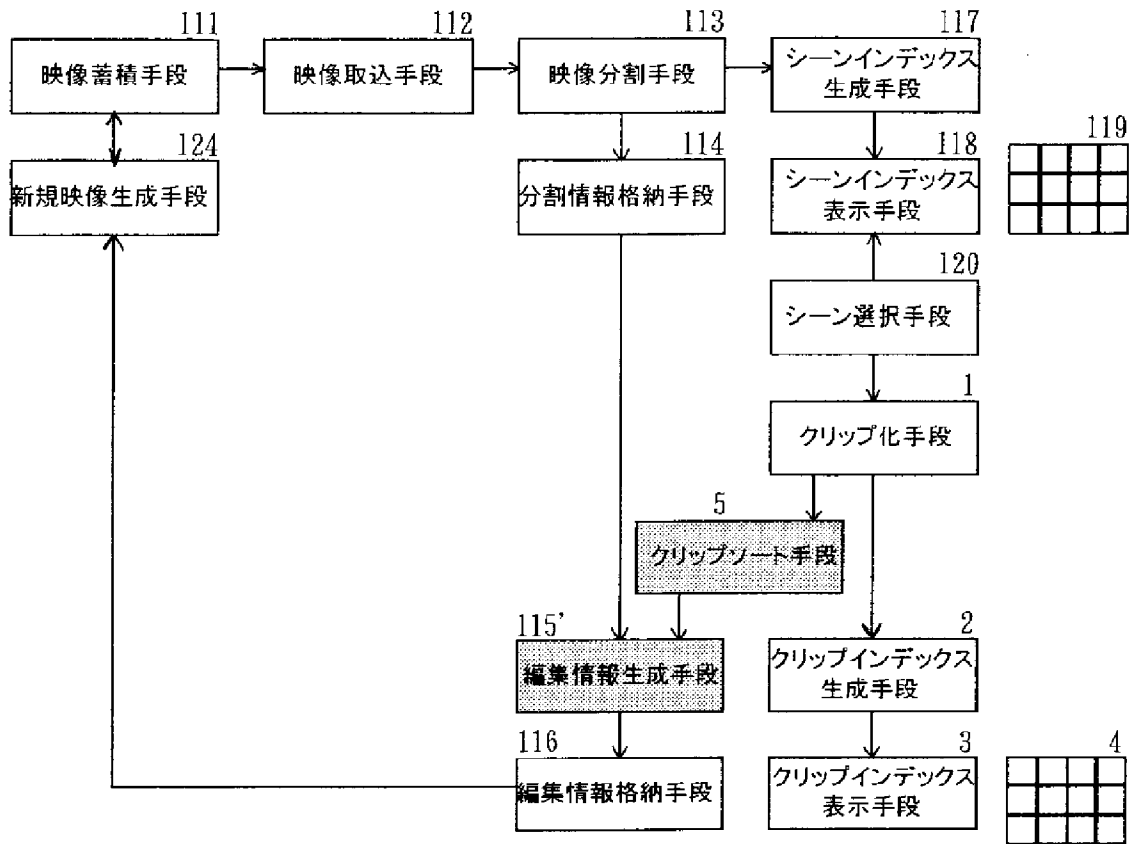 111
映像蓄積手段
112
映像取込手段
113
映像分割手段
117
シーンインデックス
生成手段
124
新規映像生成手段
114
分割情報格納手段
118
シーンインデックス
表示手段
119
120
シーン選択手段
1
クリップ化手段
5
クリップソート手段
115'
編集情報生成手段
2
クリップインデックス
生成手段
116
編集情報格納手段
3
クリップインデックス
表示手段
4